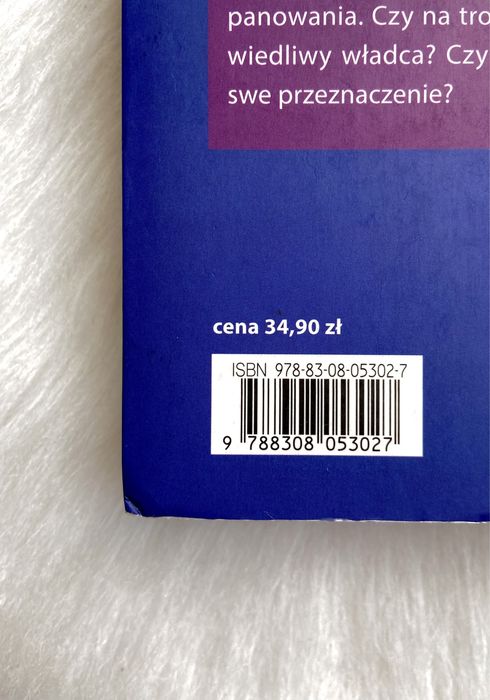 panowania. Czy na tro
wiedliwy władca? Czy
swe przeznaczenie?
cena 34,90 zł
ISBN 978-83-08-05302-7
9 788308 053027